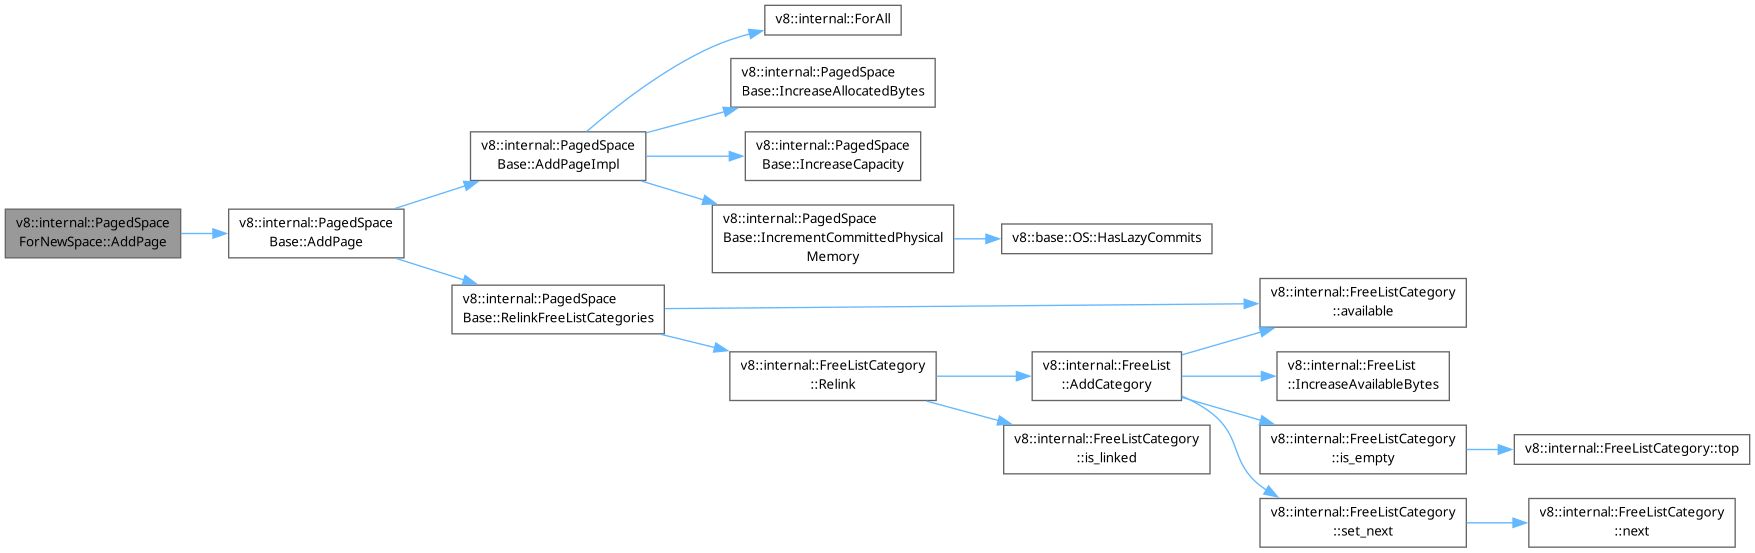 v8::internal::ForAll
v8::internal::PagedSpace
Base::IncreaseAllocatedBytes
v8::internal::PagedSpace
Base::AddPageImpl
v8::internal::PagedSpace
Base::IncreaseCapacity
v8::internal::PagedSpace
ForNewSpace::AddPage
v8::internal::PagedSpace
Base::AddPage
v8::internal::PagedSpace
Base::IncrementCommittedPhysical
Memory
v8::base::OS::HasLazyCommits
v8::internal::PagedSpace
Base::RelinkFreeListCategories
v8::internal::FreeListCategory
::available
v8::internal::FreeListCategory
::Relink
v8::internal::FreeList
::AddCategory
v8::internal::FreeList
::IncreaseAvailableBytes
v8::internal::FreeListCategory
::is_linked
v8::internal::FreeListCategory
::is_empty
v8::internal::FreeListCategory::top
v8::internal::FreeListCategory
::set_next
v8::internal::FreeListCategory
::next